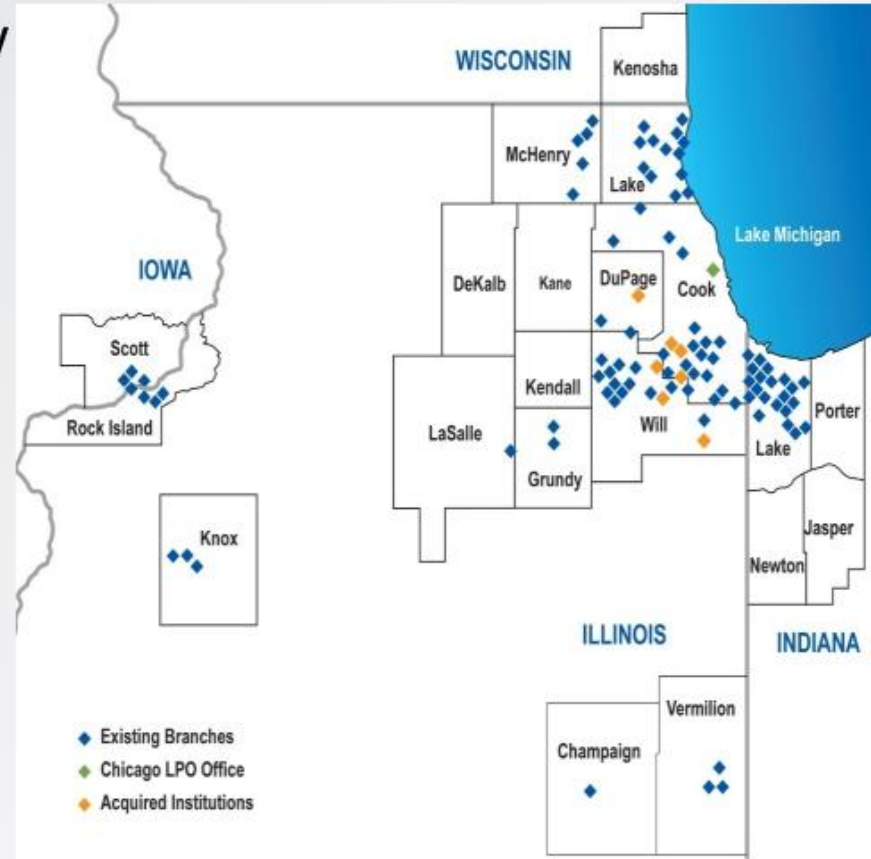 WISCONSIN
Kenosha
McHenry
Lake
Lake Michigan
IOWA
DeKalb
Kane
DuPage
Cook
Scott
Kendall
Rock Island
LaSalle
Will
Porter
Lake
Grundy
Knox
Jasper
Newton
ILLINOIS
INDIANA
Vermilion
Champaign
Existing Branches
Chicago LPO Office
Acquired Institutions